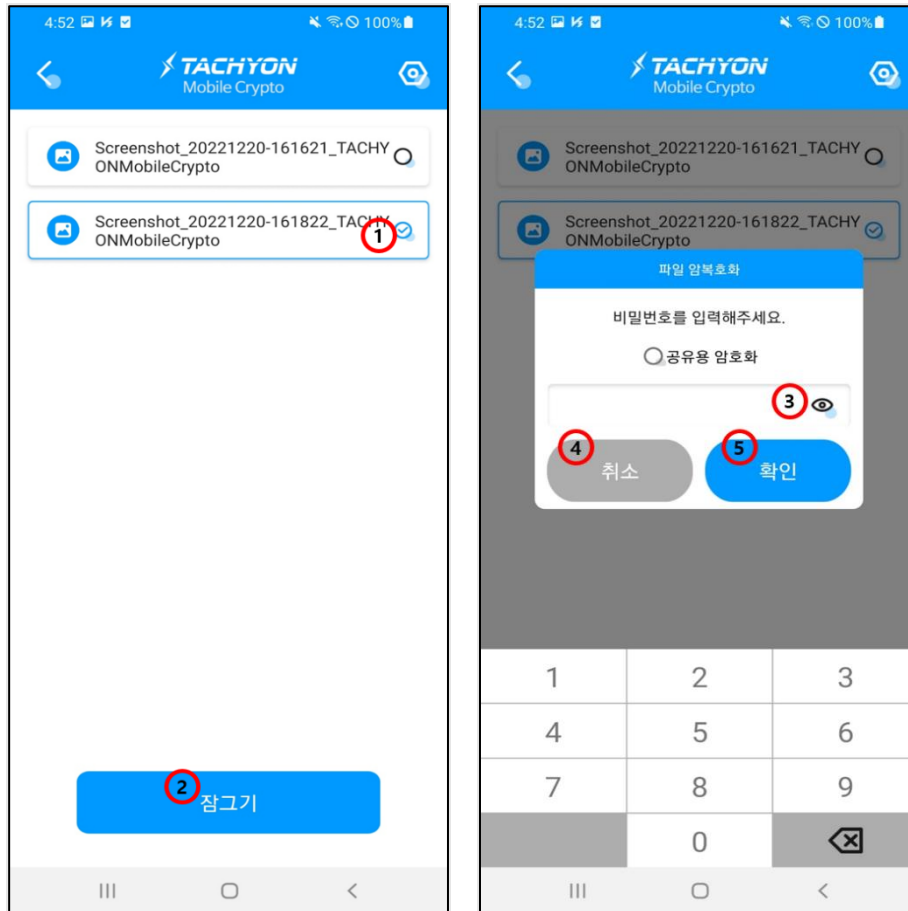 4:52
100%
TACHYON
Mobile Crypto
Screenshot_20221220-161621_TACHY
ONMobileCrypto
Screenshot_20221220-161822_TACHY
ONMobileCrypto
1
2
잠그기
4:52
100%
TACHYON
Mobile Crypto
Screenshot_20221220-161621_TACHY
ONMobileCrypto
Screenshot_20221220-161822_TACHY
ONMobileCrypto
파일 암복호화
비밀번호를 입력해주세요.
공유용 암호화
3
4
취소
5
확인
1 2 3
4 5 6
7 8 9
0